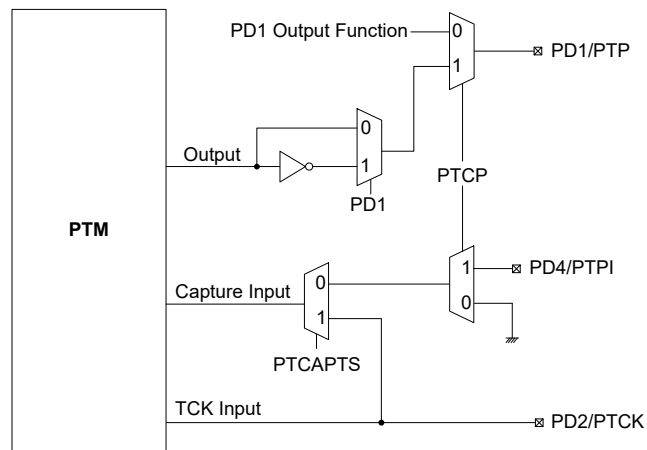 PD1 Output Function
0
1
PD1/PTP
Output
0
1
PD1
PTCP
PTM
Capture Input
0
1
PTCAPTS
1
0
PD4/PTPI
TCK Input
PD2/PTCK